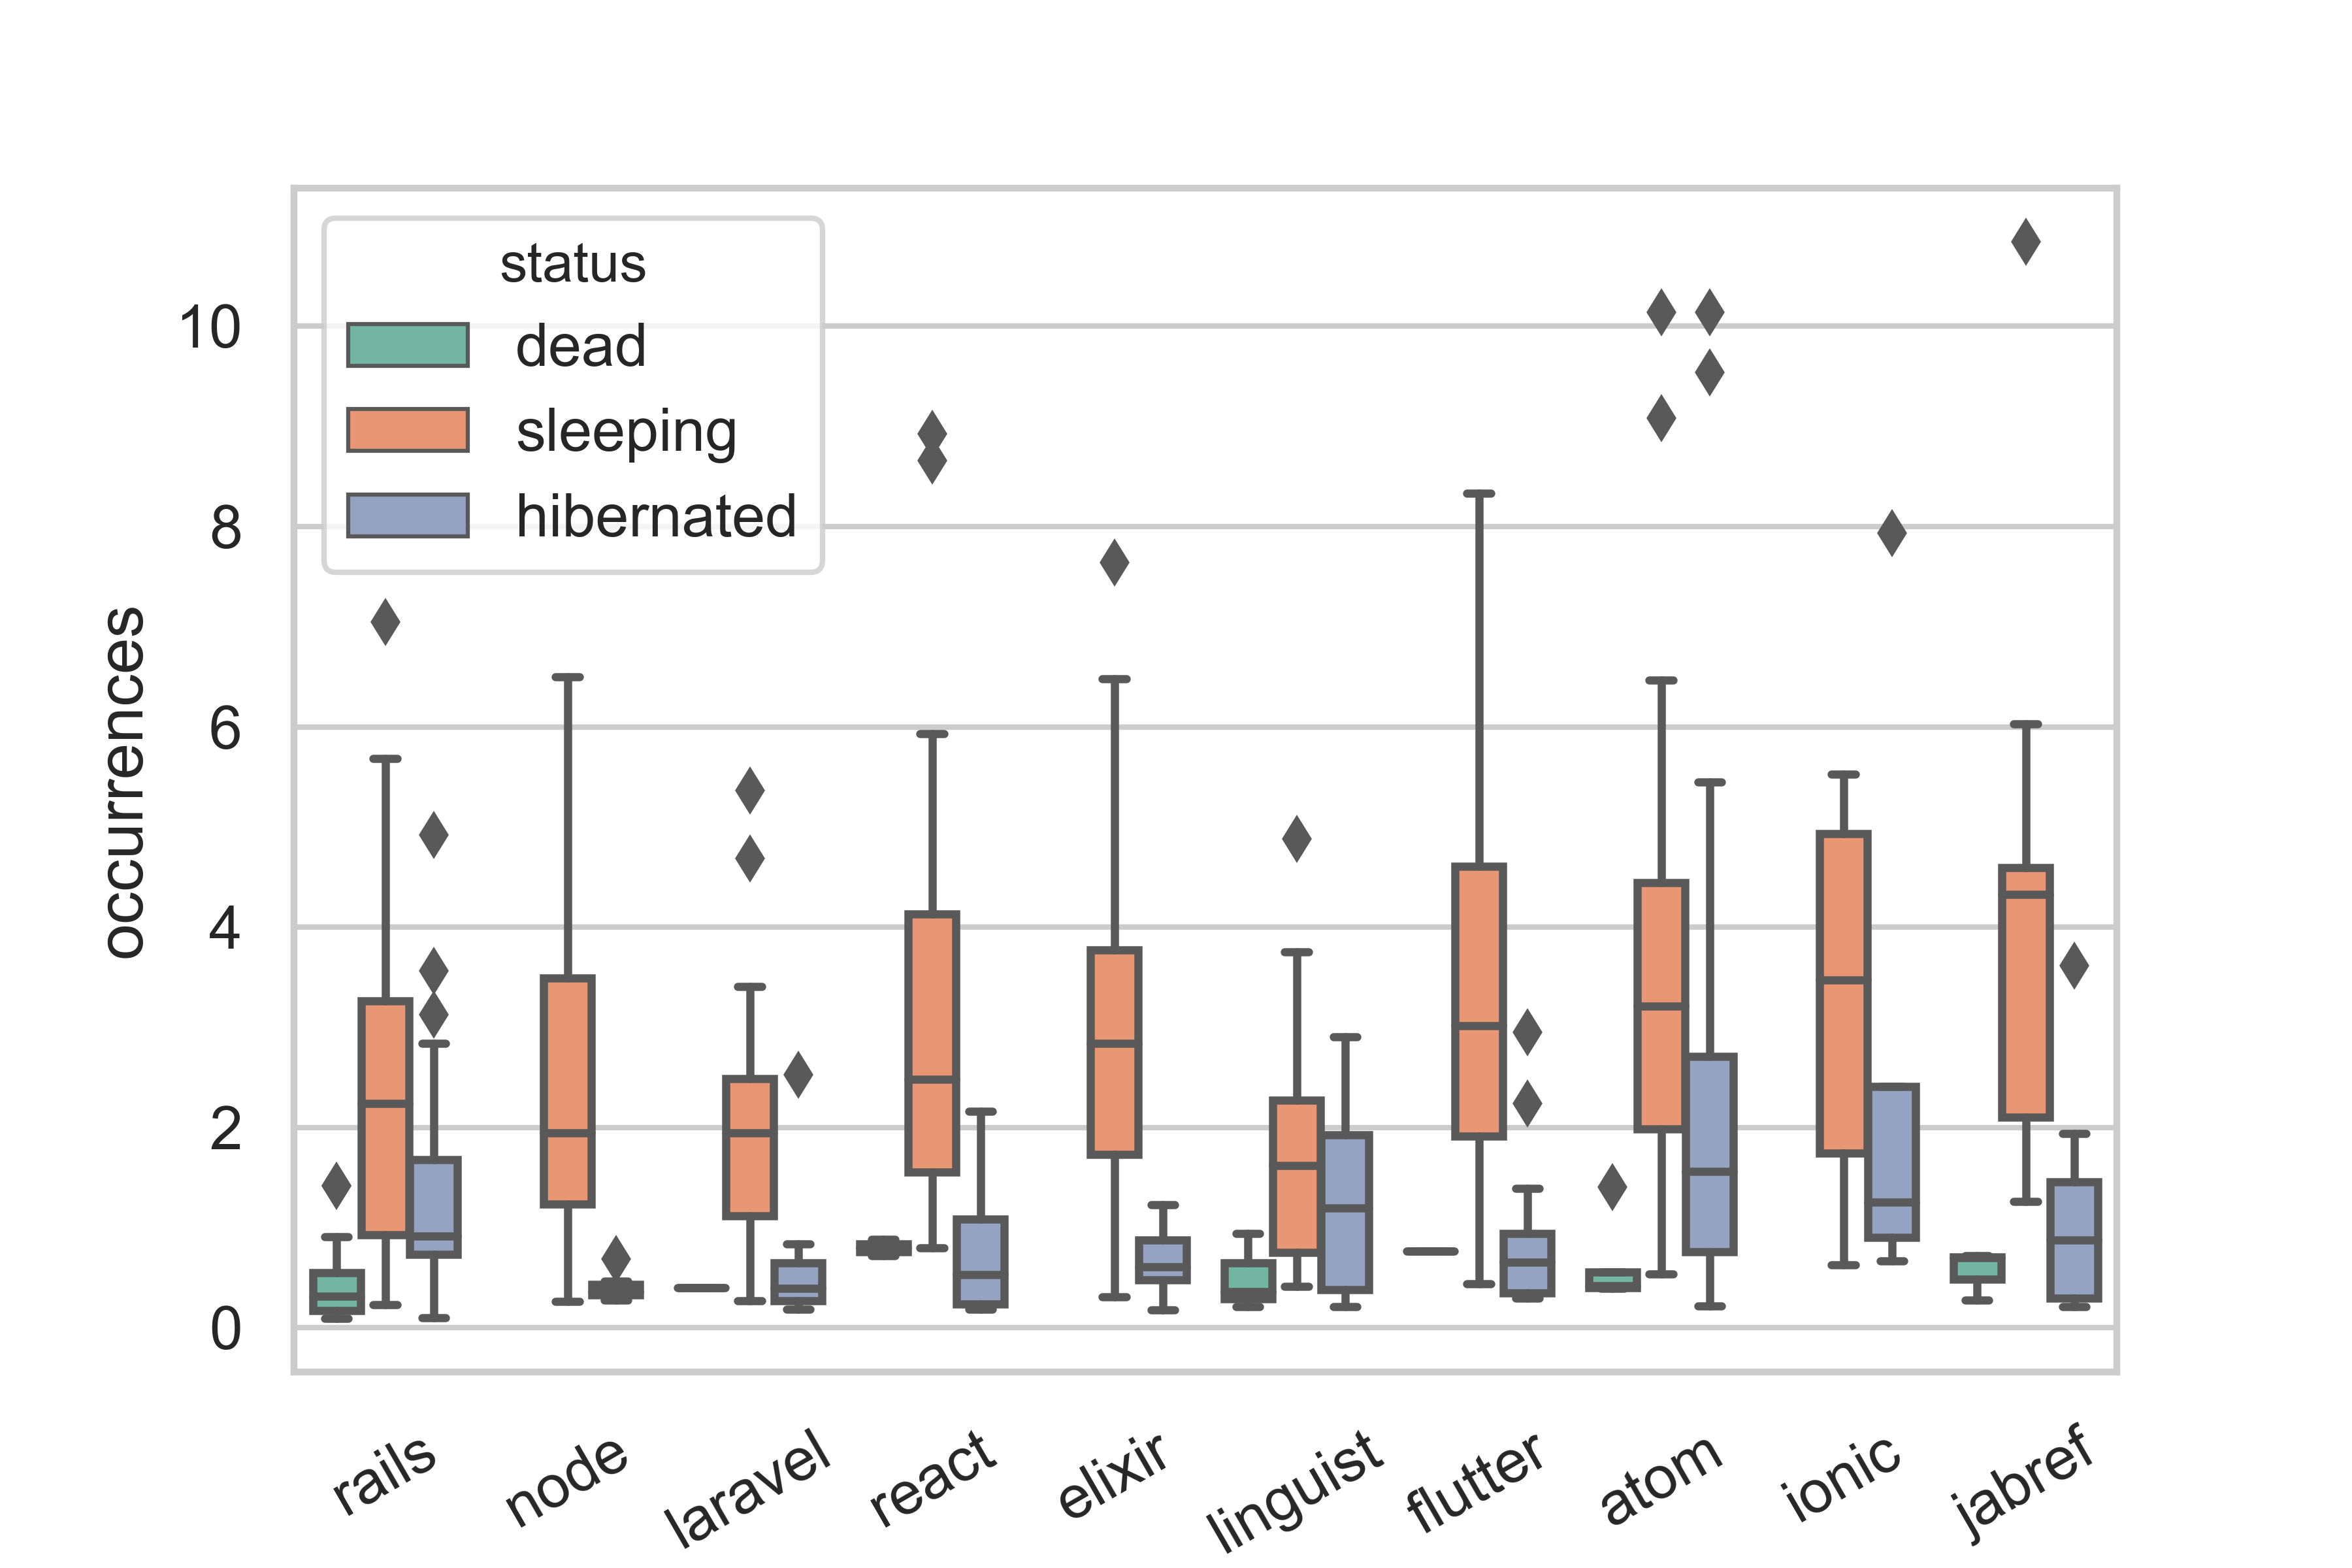 status
dead
sleeping
hibernated
occurrences
10
8
6
4
2
0
rails
node
laravel
react
elixir
linguist
flutter
atom
ionic
jabref